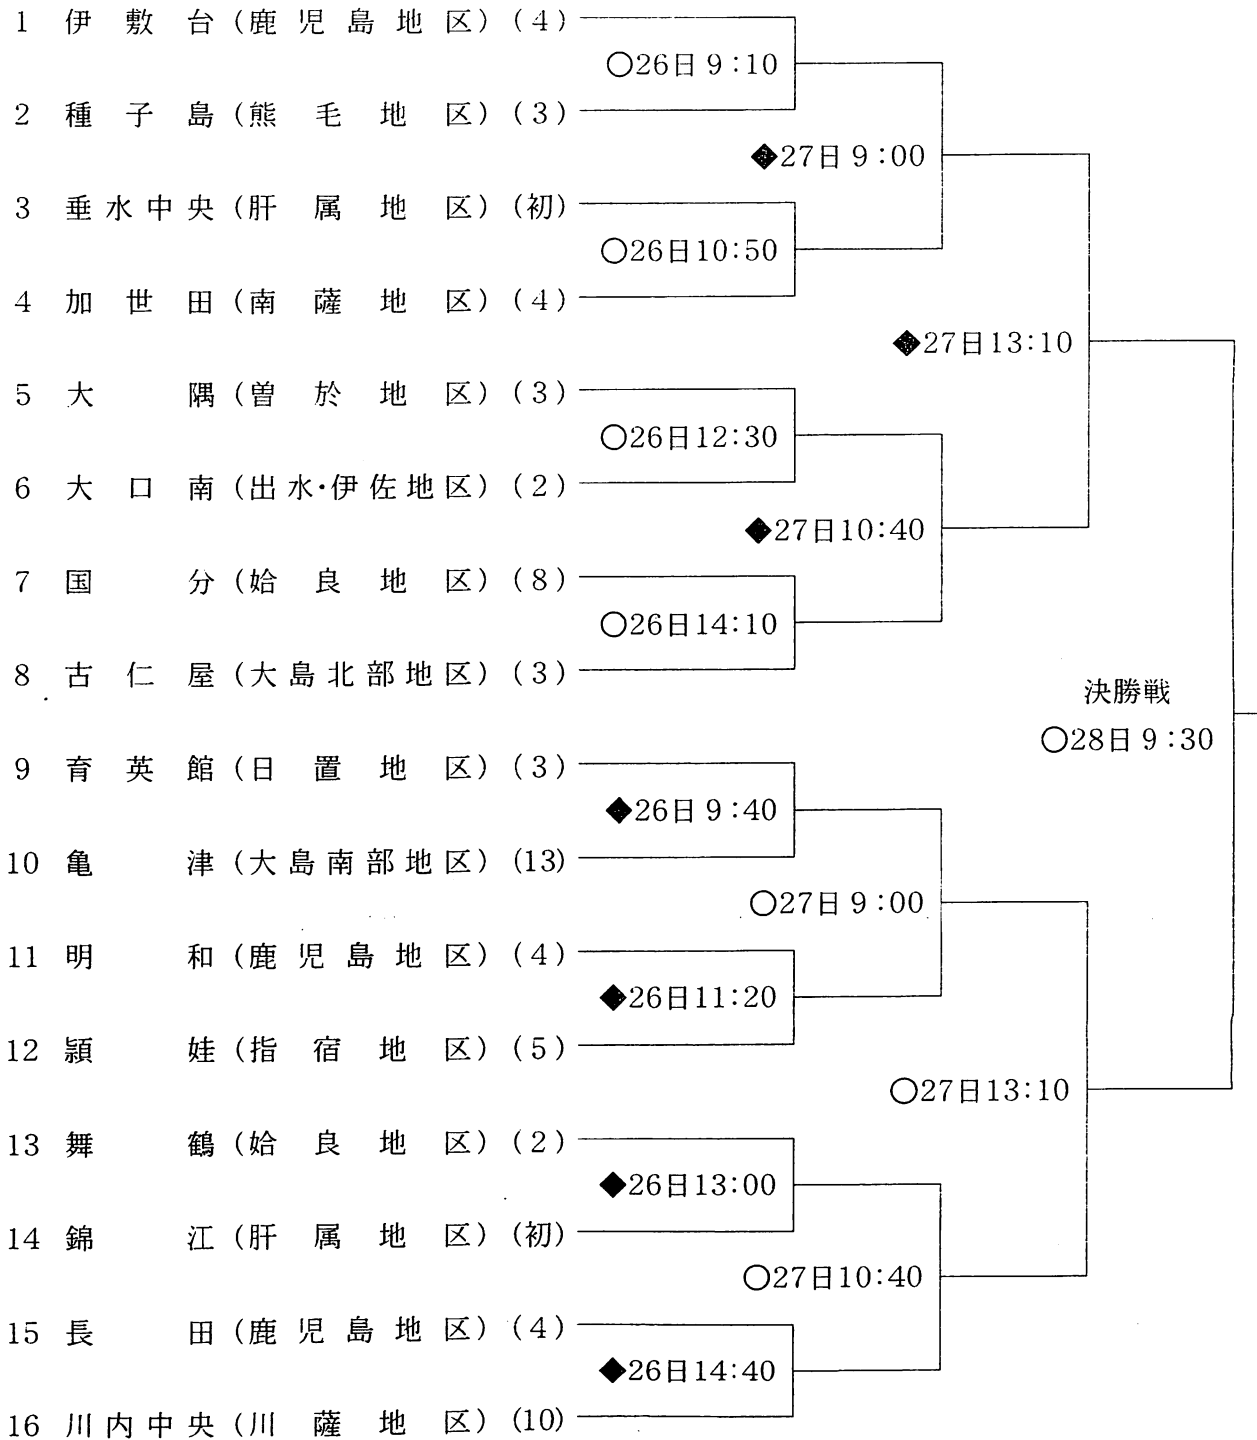 1 伊敷台(鹿児島地区)(4)
○26日 9:10
2 種子島(熊毛地区)(3)
◆27日 9:00
3 垂水中央(肝属地区)(初)
○26日10:50
4 加世田(南薩地区)(4)
◆27日13:10
5 大隅(曽於地区)(3)
○26日12:30
6 大口南(出水・伊佐地区)(2)
◆27日10:40
7 国分(姶良地区)(8)
○26日14:10
8 古仁屋(大島北部地区)(3)
決勝戦
○28日 9:30
9 育英館(日置地区)(3)
◆26日 9:40
10 亀津(大島南部地区)(13)
○27日 9:00
11 明和(鹿児島地区)(4)
◆26日11:20
12 頴娃(指宿地区)(5)
○27日13:10
13 舞鶴(姶良地区)(2)
◆26日13:00
14 錦江(肝属地区)(初)
○27日10:40
15 長田(鹿児島地区)(4)
◆26日14:40
16 川内中央(川薩地区)(10)